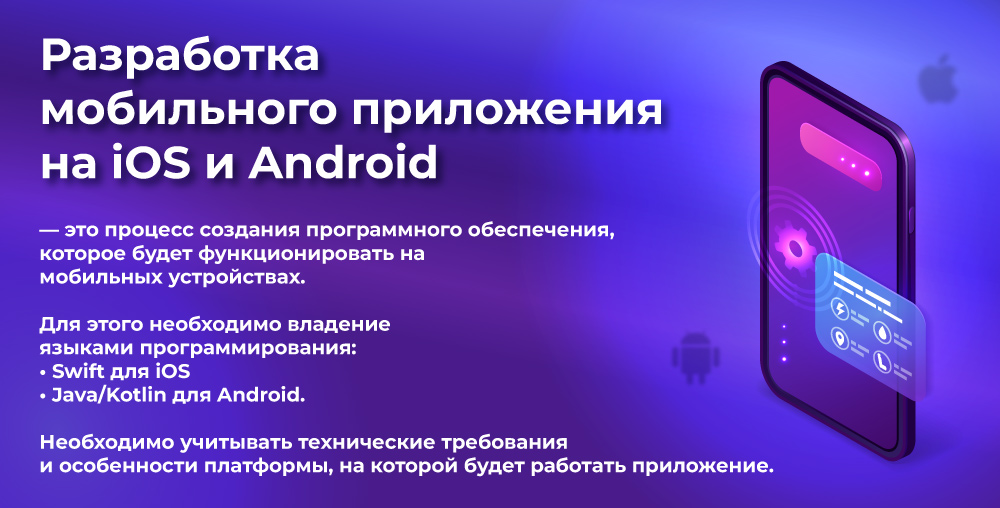 Разработка
мобильного приложения
на iOS и Android
— это процесс создания программного обеспечения,
которое будет функционировать на
мобильных устройствах.
Для этого необходимо владение
языками программирования:
• Swift для iOS
• Java/Kotlin для Android.
Необходимо учитывать технические требования
и особенности платформы, на которой будет работать приложение.